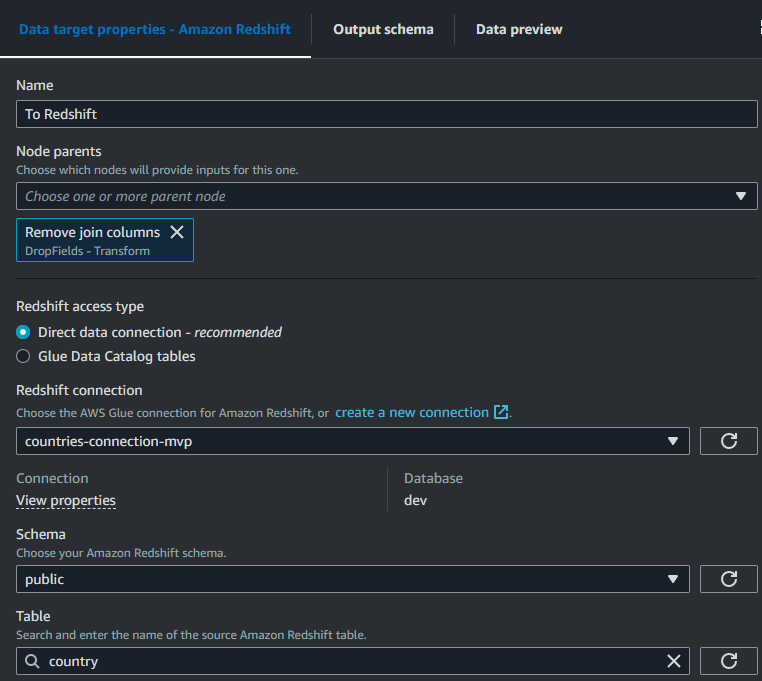 Data target properties - Amazon Redshift
Output schema
Data preview
Name
To Redshift
Node parents
Choose which nodes will provide inputs for this one.
Choose one or more parent node
Remove join columns
DropFields - Transform
Redshift access type
Direct data connection - recommended
Glue Data Catalog tables
Redshift connection
Choose the AWS Glue connection for Amazon Redshift, or create a new connection.
countries-connection-mvp
Connection
View properties
Database
dev
Schema
Choose your Amazon Redshift schema.
public
Table
Search and enter the name of the source Amazon Redshift table.
country